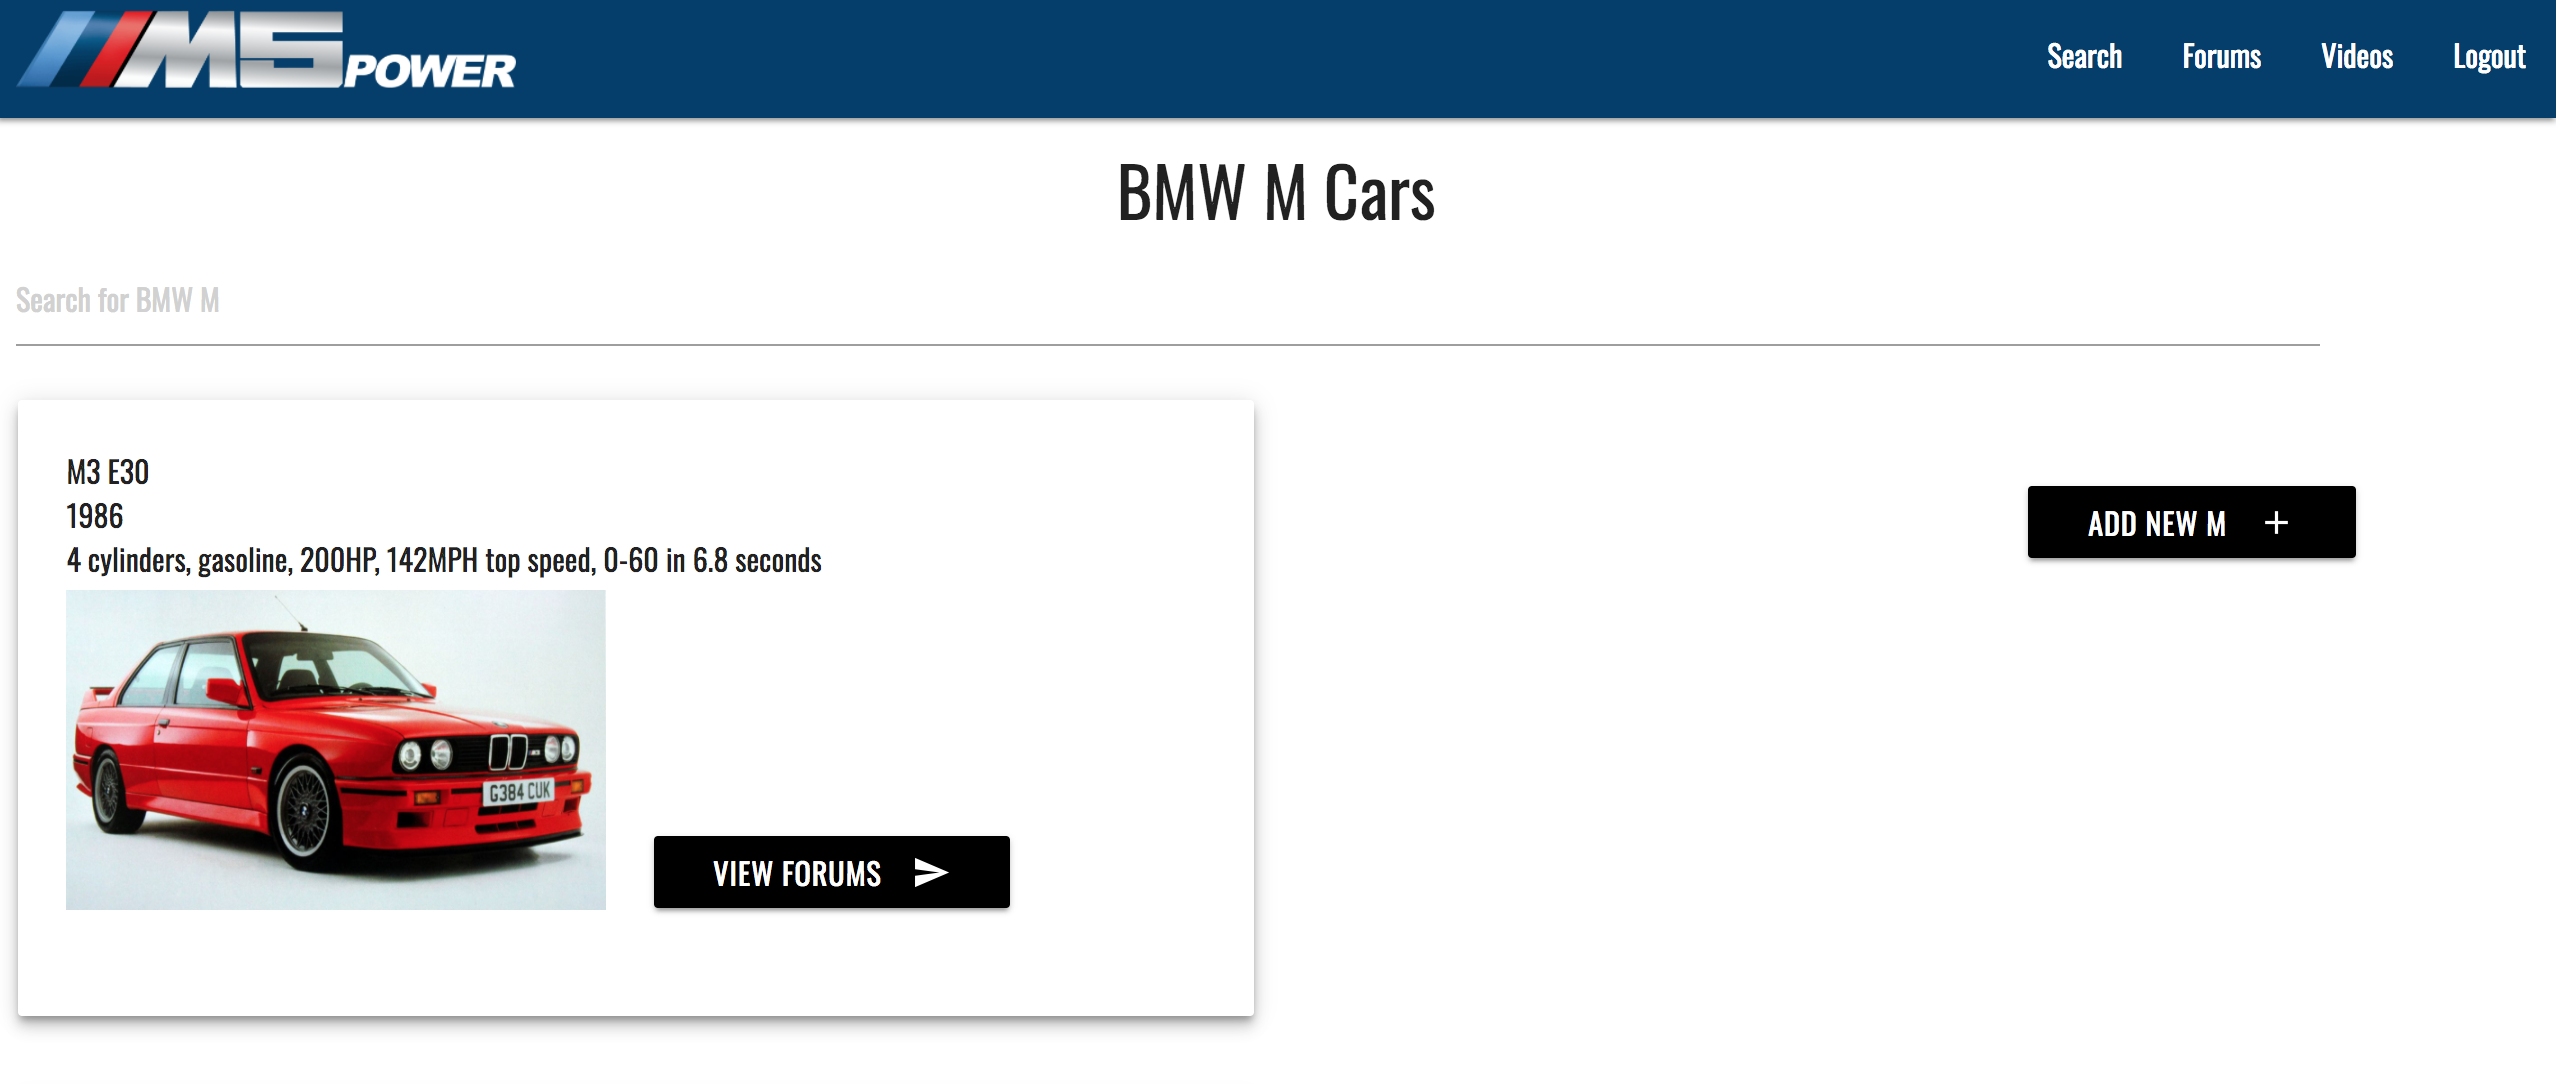 M5 POWER
Search Forums Videos Logout
BMW M Cars
Search for BMW M
M3 E30
1986
4 cylinders, gasoline, 200HP, 142MPH top speed, 0-60 in 6.8 seconds
ADD NEW M +
G384 CUK
VIEW FORUMS